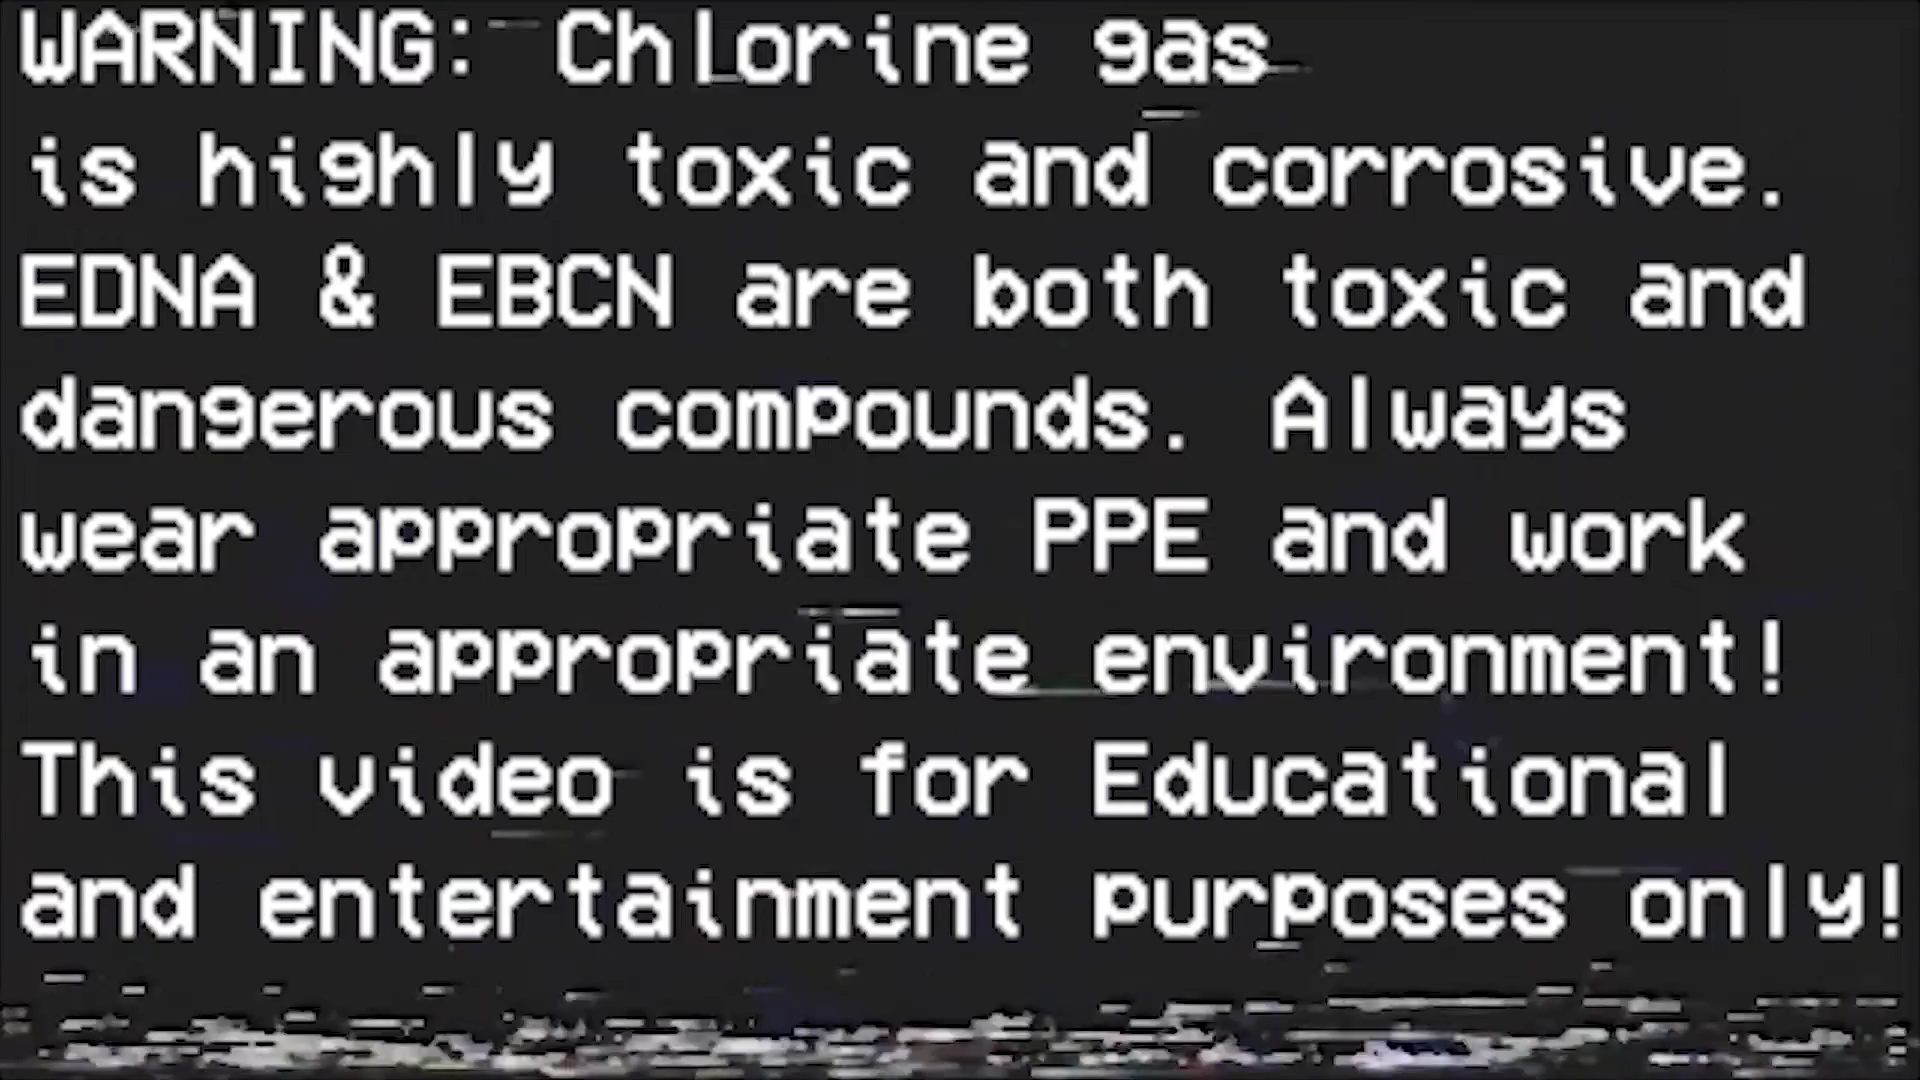 WARNING: Chlorine gas
is highly toxic and corrosive.
EDNA & EBCN are both toxic and
dangerous compounds. Always
wear appropriate PPE and work
in an appropriate environment!
This video is for Educational
and entertainment purposes only!